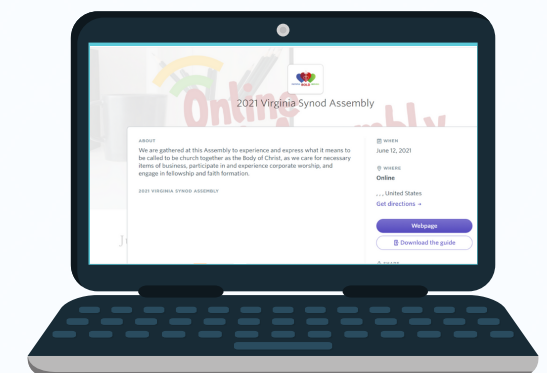 Online
Assembly
BOLD
2021 Virginia Synod Assembly
ABOUT
We are gathered at this Assembly to experience and express what it means to
be called to be church together as the Body of Christ, as we care for necessary
items of business, participate in and experience corporate worship, and
engage in fellowship and faith formation.
2021 VIRGINIA SYNOD ASSEMBLY
WHEN
June 12, 2021
WHERE
Online
, , , United States
Get directions →
Webpage
Download the guide